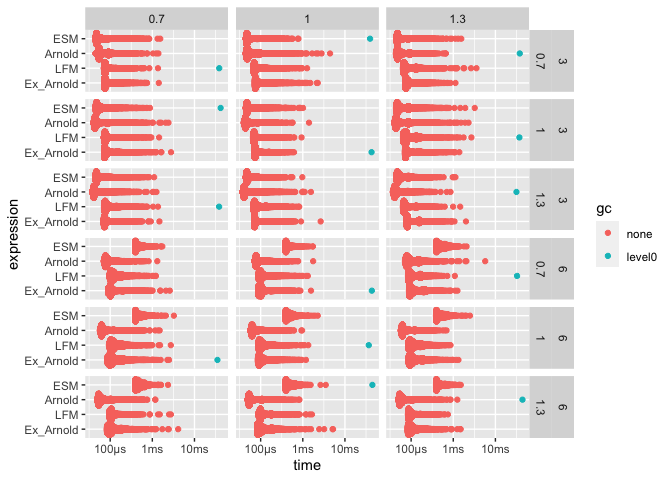 0.7 1 1.3
ESM
Arnold
LFM
Ex_Arnold
0.7 3
ESM
Arnold
LFM
Ex_Arnold
1 3
ESM
Arnold
LFM
Ex_Arnold
1.3 3
ESM
Arnold
LFM
Ex_Arnold
0.7 6
ESM
Arnold
LFM
Ex_Arnold
1 6
ESM
Arnold
LFM
Ex_Arnold
1.3 6
100µs 1ms 10ms 100µs 1ms 10ms 100µs 1ms 10ms
time
expression
gc
none
level0